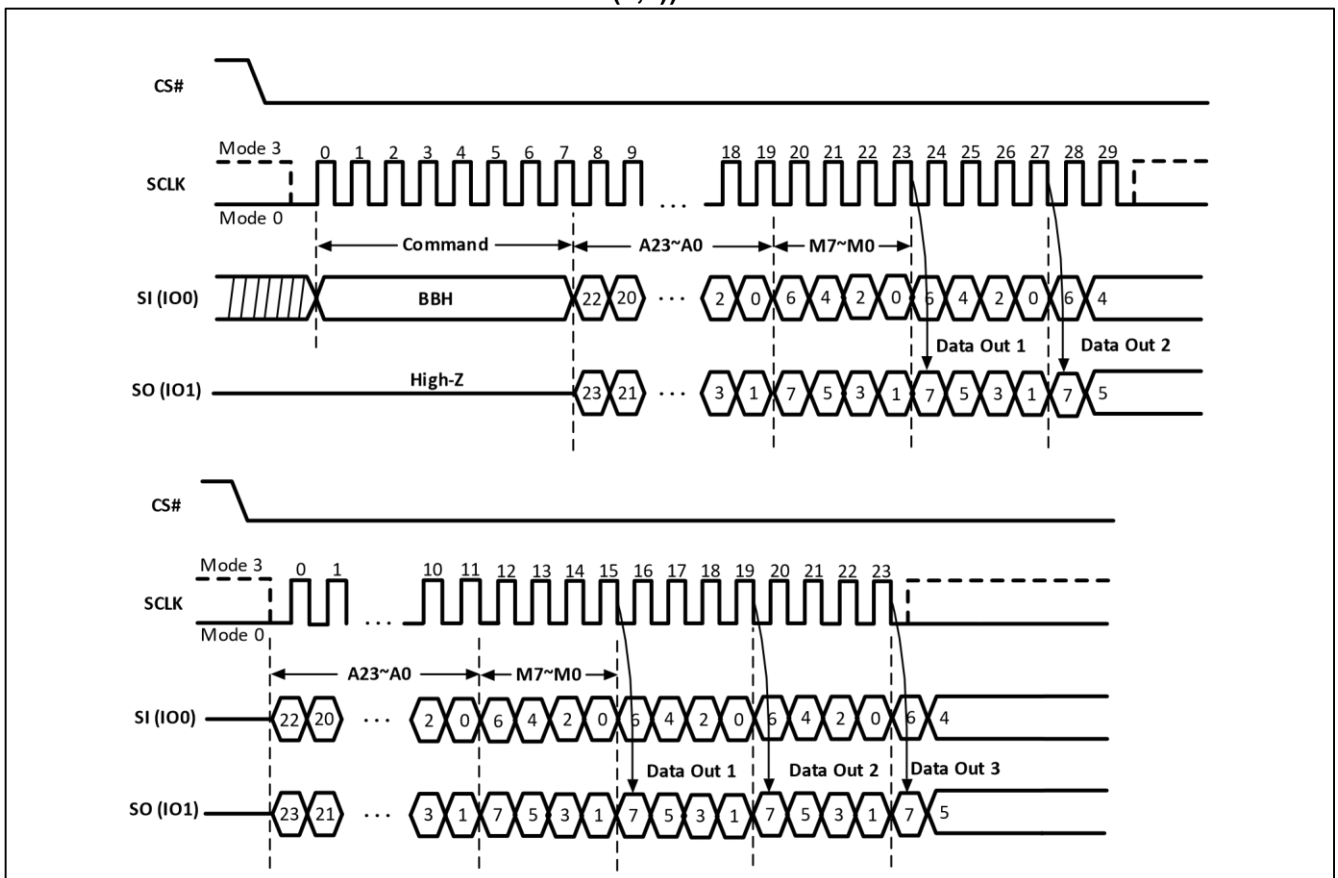 CS#
Mode 3
0 1 2 3 4 5 6 7 8 9 18 19 20 21 22 23 24 25 26 27 28 29
SCLK
...
Mode 0
Command A23~A0 M7~M0
SI (IO0) BBH 22 20 ... 2 0 6 4 2 0 6 4 2 0 6 4
Data Out 1 Data Out 2
SO (IO1) High-Z 23 21 ... 3 1 7 5 3 1 7 5 3 1 7 5
CS#
Mode 3
0 1 10 11 12 13 14 15 16 17 18 19 20 21 22 23
SCLK
...
Mode 0
A23~A0 M7~M0
SI (IO0) 22 20 ... 2 0 6 4 2 0 6 4 2 0 6 4 2 0 6 4
Data Out 1 Data Out 2 Data Out 3
SO (IO1) 23 21 ... 3 1 7 5 3 1 7 5 3 1 7 5 3 1 7 5